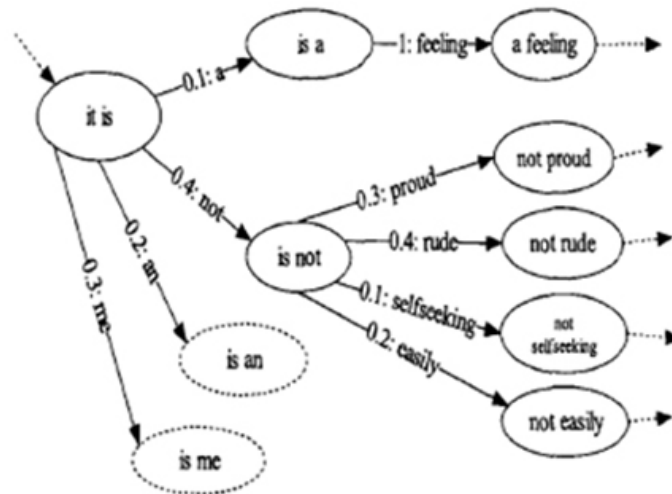 is a
1: feeling
a feeling
0.1: a
it is
0.4: not
not proud
0.3: proud
0.2: an
is not
0.4: rude
not rude
0.3: me
0.1: selfseeking
not
selfseeking
0.2: easily
is an
not easily
is me